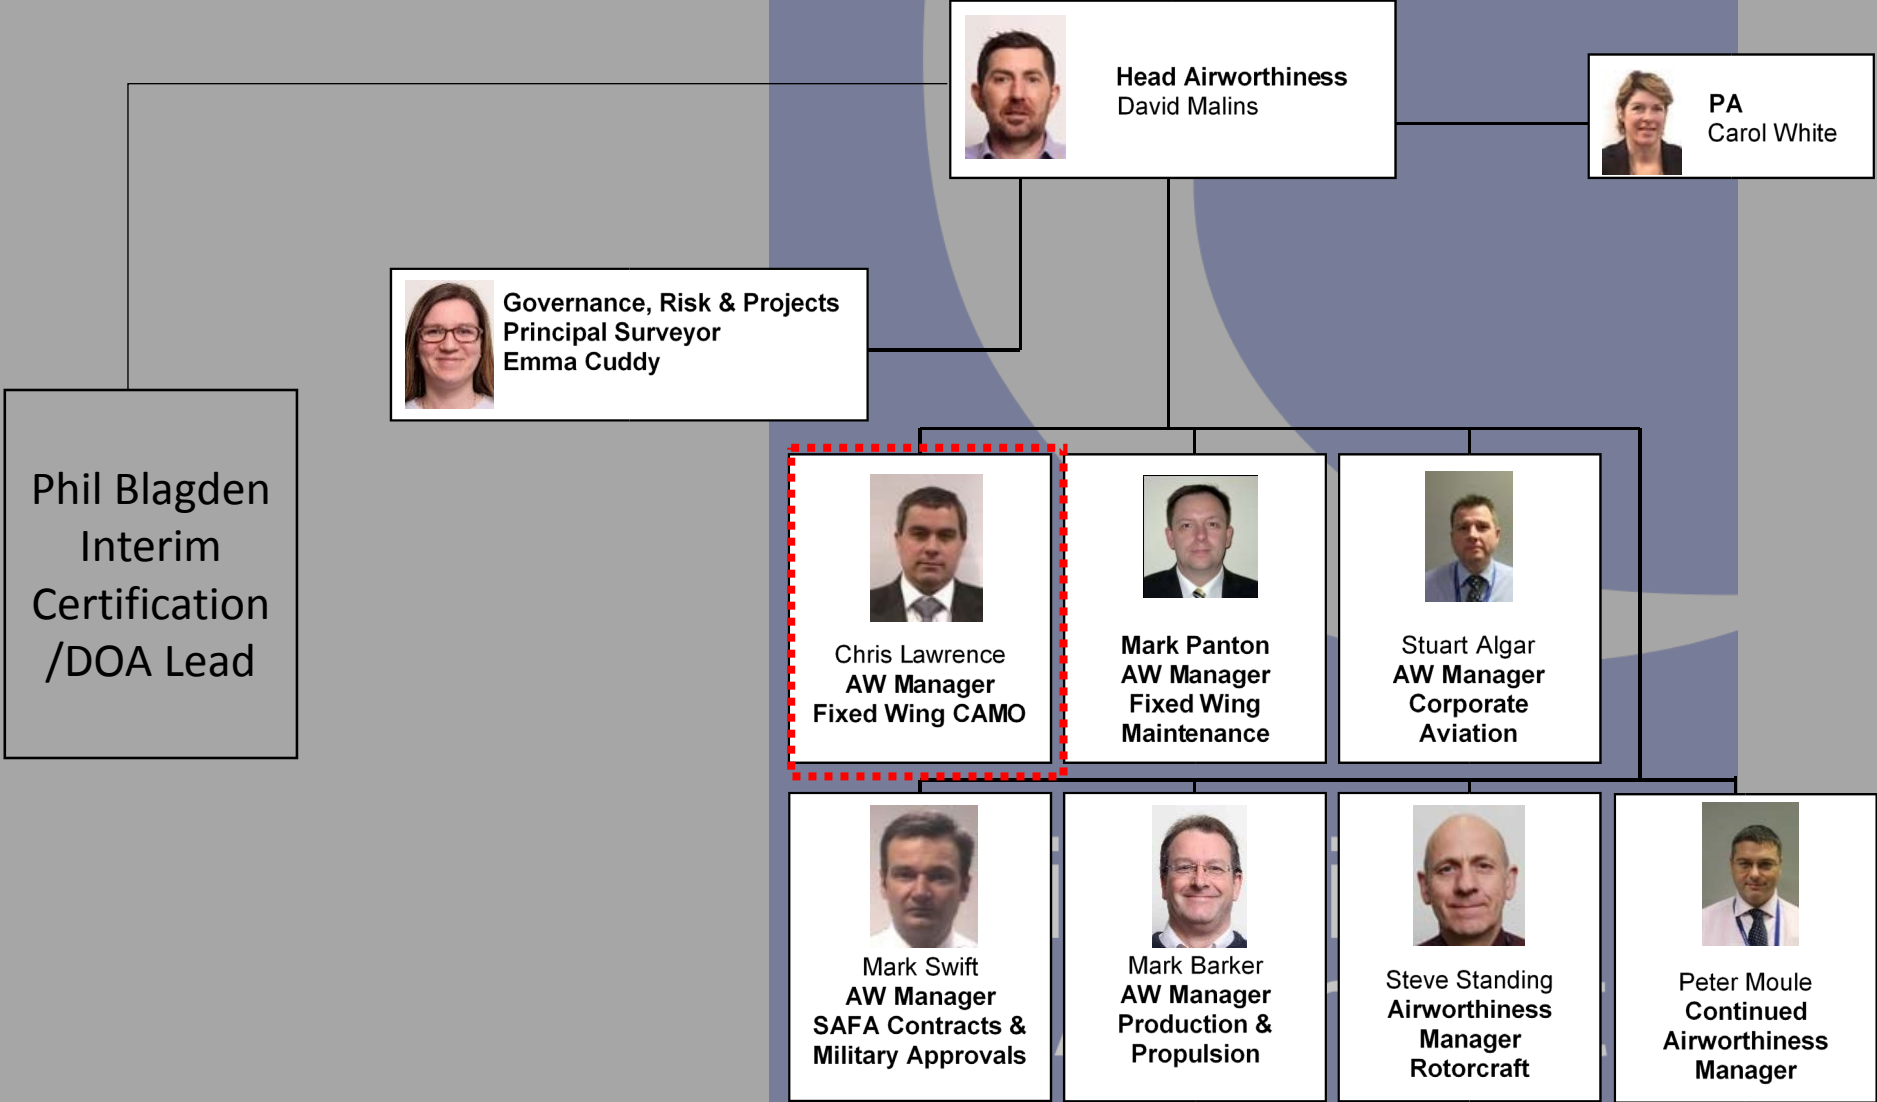 Head Airworthiness
David Malins
PA
Carol White
Governance, Risk & Projects
Principal Surveyor
Emma Cuddy
Phil Blagden
Interim
Certification
/DOA Lead
Chris Lawrence
AW Manager
Fixed Wing CAMO
Mark Panton
AW Manager
Fixed Wing
Maintenance
Stuart Algar
AW Manager
Corporate
Aviation
Mark Swift
AW Manager
SAFA Contracts &
Military Approvals
Mark Barker
AW Manager
Production &
Propulsion
Steve Standing
Airworthiness
Manager
Rotorcraft
Peter Moule
Continued
Airworthiness
Manager